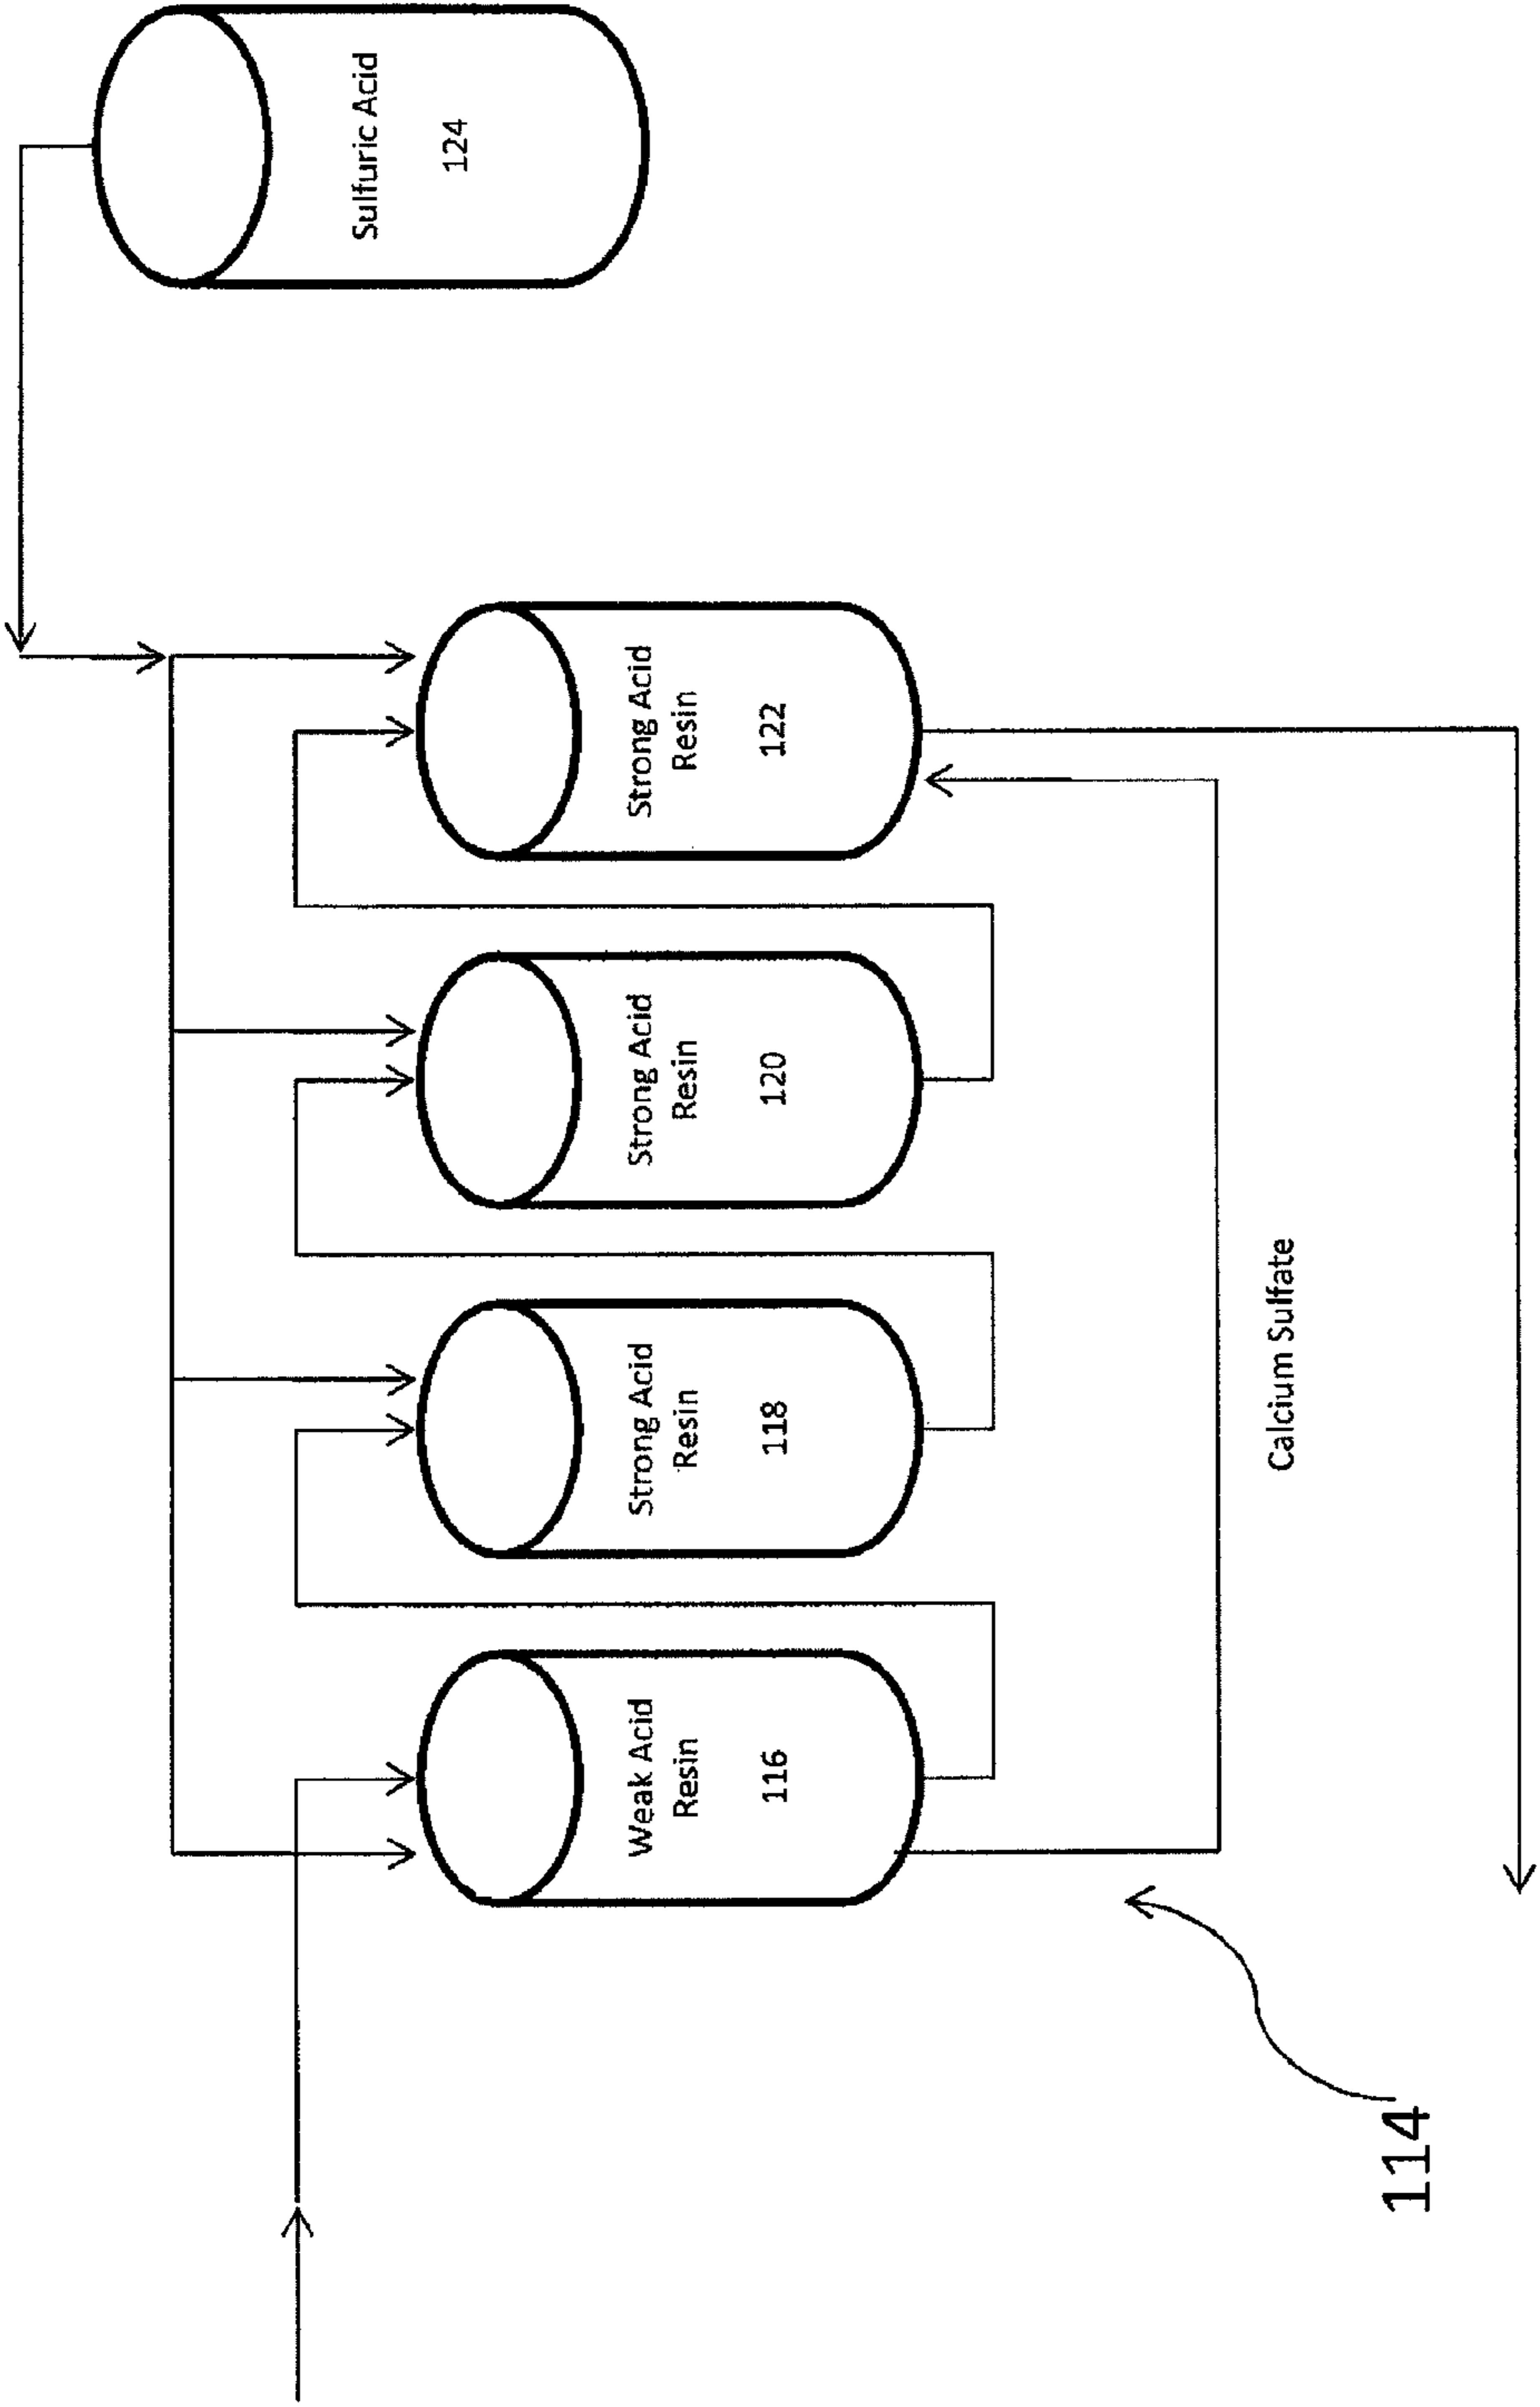 Sulfuric Acid
124
Weak Acid
Resin
116
Strong Acid
Resin
118
Strong Acid
Resin
120
Strong Acid
Resin
122
Calcium Sulfate
114